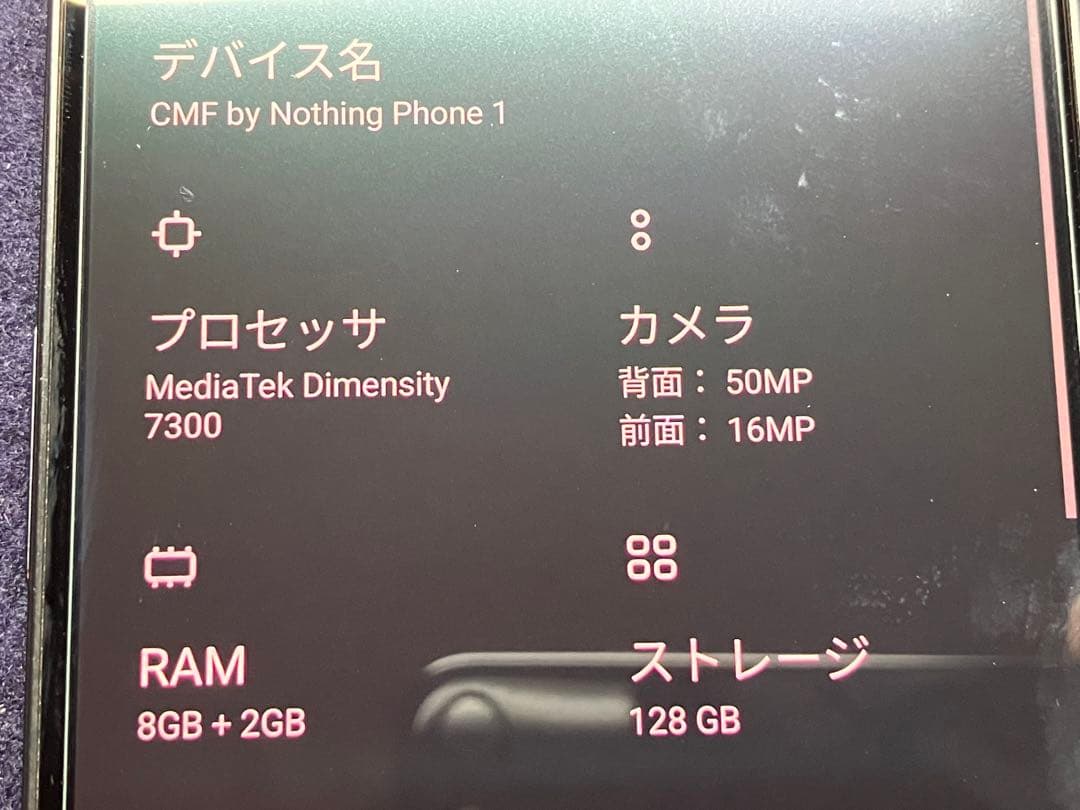 デバイス名
CMF by Nothing Phone 1
プロセッサ
MediaTek Dimensity
7300
カメラ
背面： 50MP
前面： 16MP
RAM
8GB + 2GB
ストレージ
128 GB